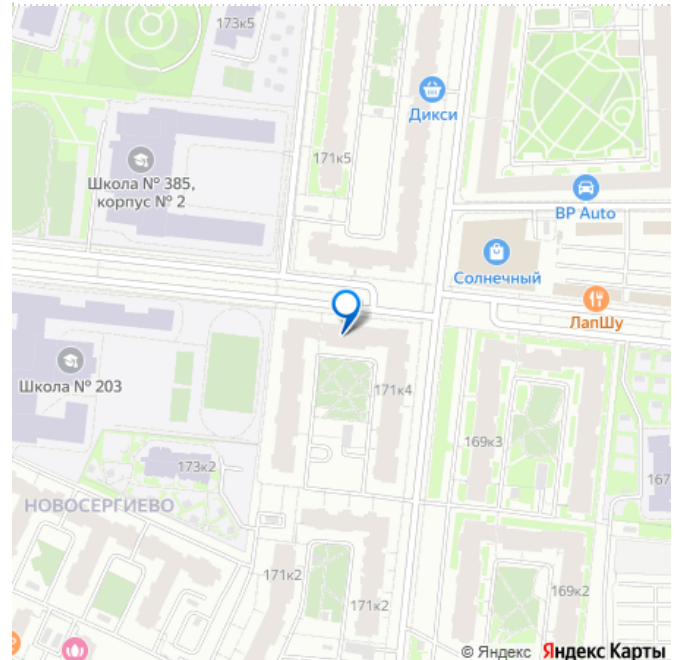 173к5
Дикси
171к5
Школа № 385,
корпус № 2
BP Auto
Солнечный
ЛапШу
Школа № 203
171к4
169к3
173к2
167
НОВОСЕРГИЕВО
171к2
171к2
169к2
© Яндекс Яндекс Карты